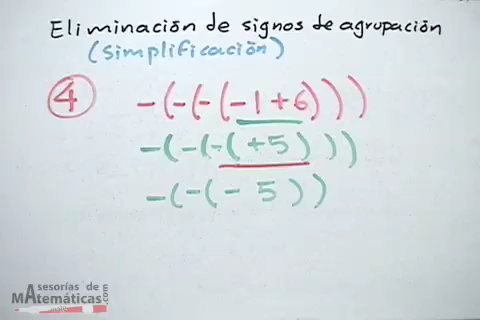 Eliminación de signos de agrupación
(Simplificación)
4 -(-(-(-1+6)))
-(-(-(+5)))
-(-(-5))
Asesorías de
MAtemáticas.com